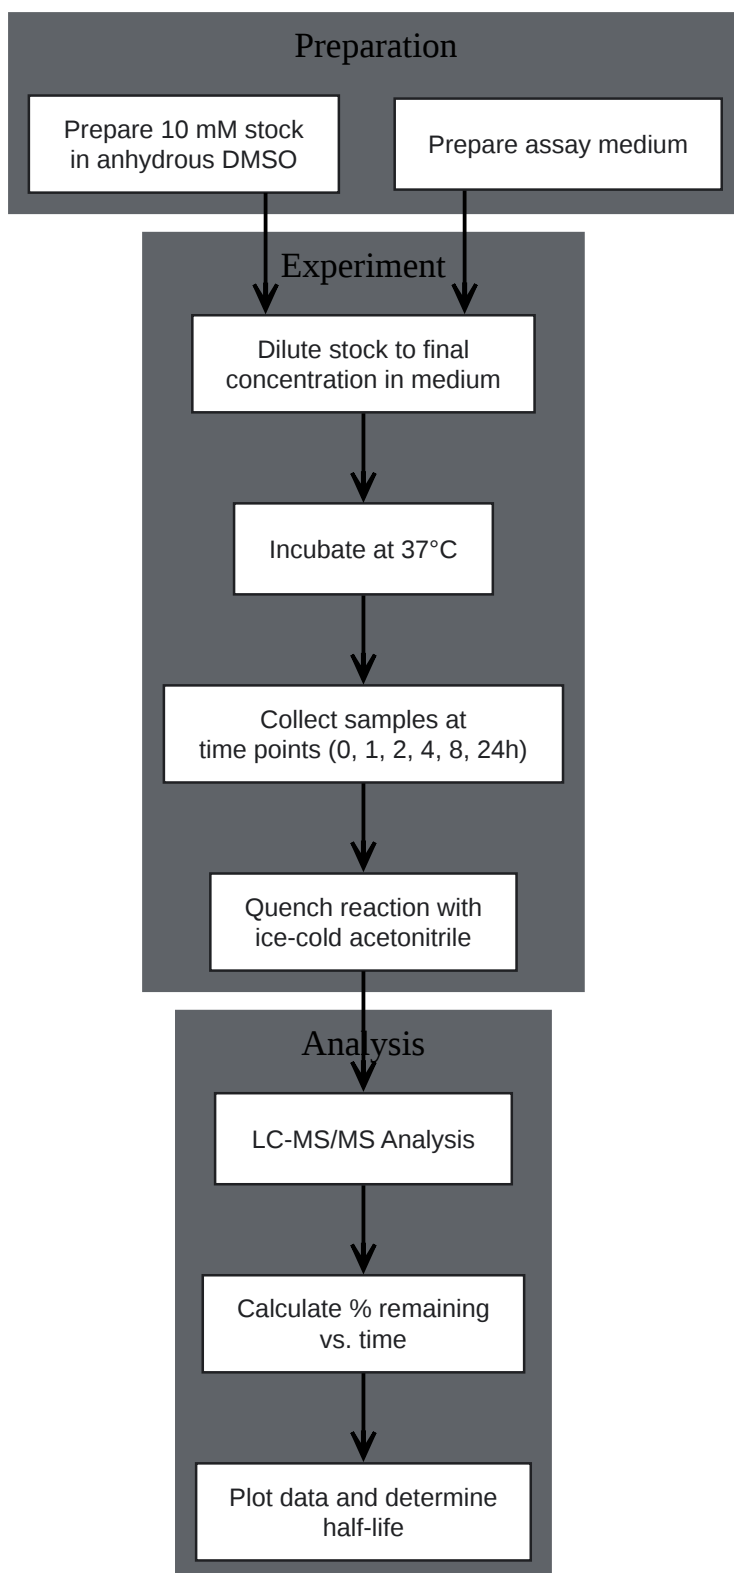 Preparation
Prepare 10 mM stock
in anhydrous DMSO
Prepare assay medium
Experiment
Dilute stock to final
concentration in medium
Incubate at 37°C
Collect samples at
time points (0, 1, 2, 4, 8, 24h)
Quench reaction with
ice-cold acetonitrile
Analysis
LC-MS/MS Analysis
Calculate % remaining
vs. time
Plot data and determine
half-life